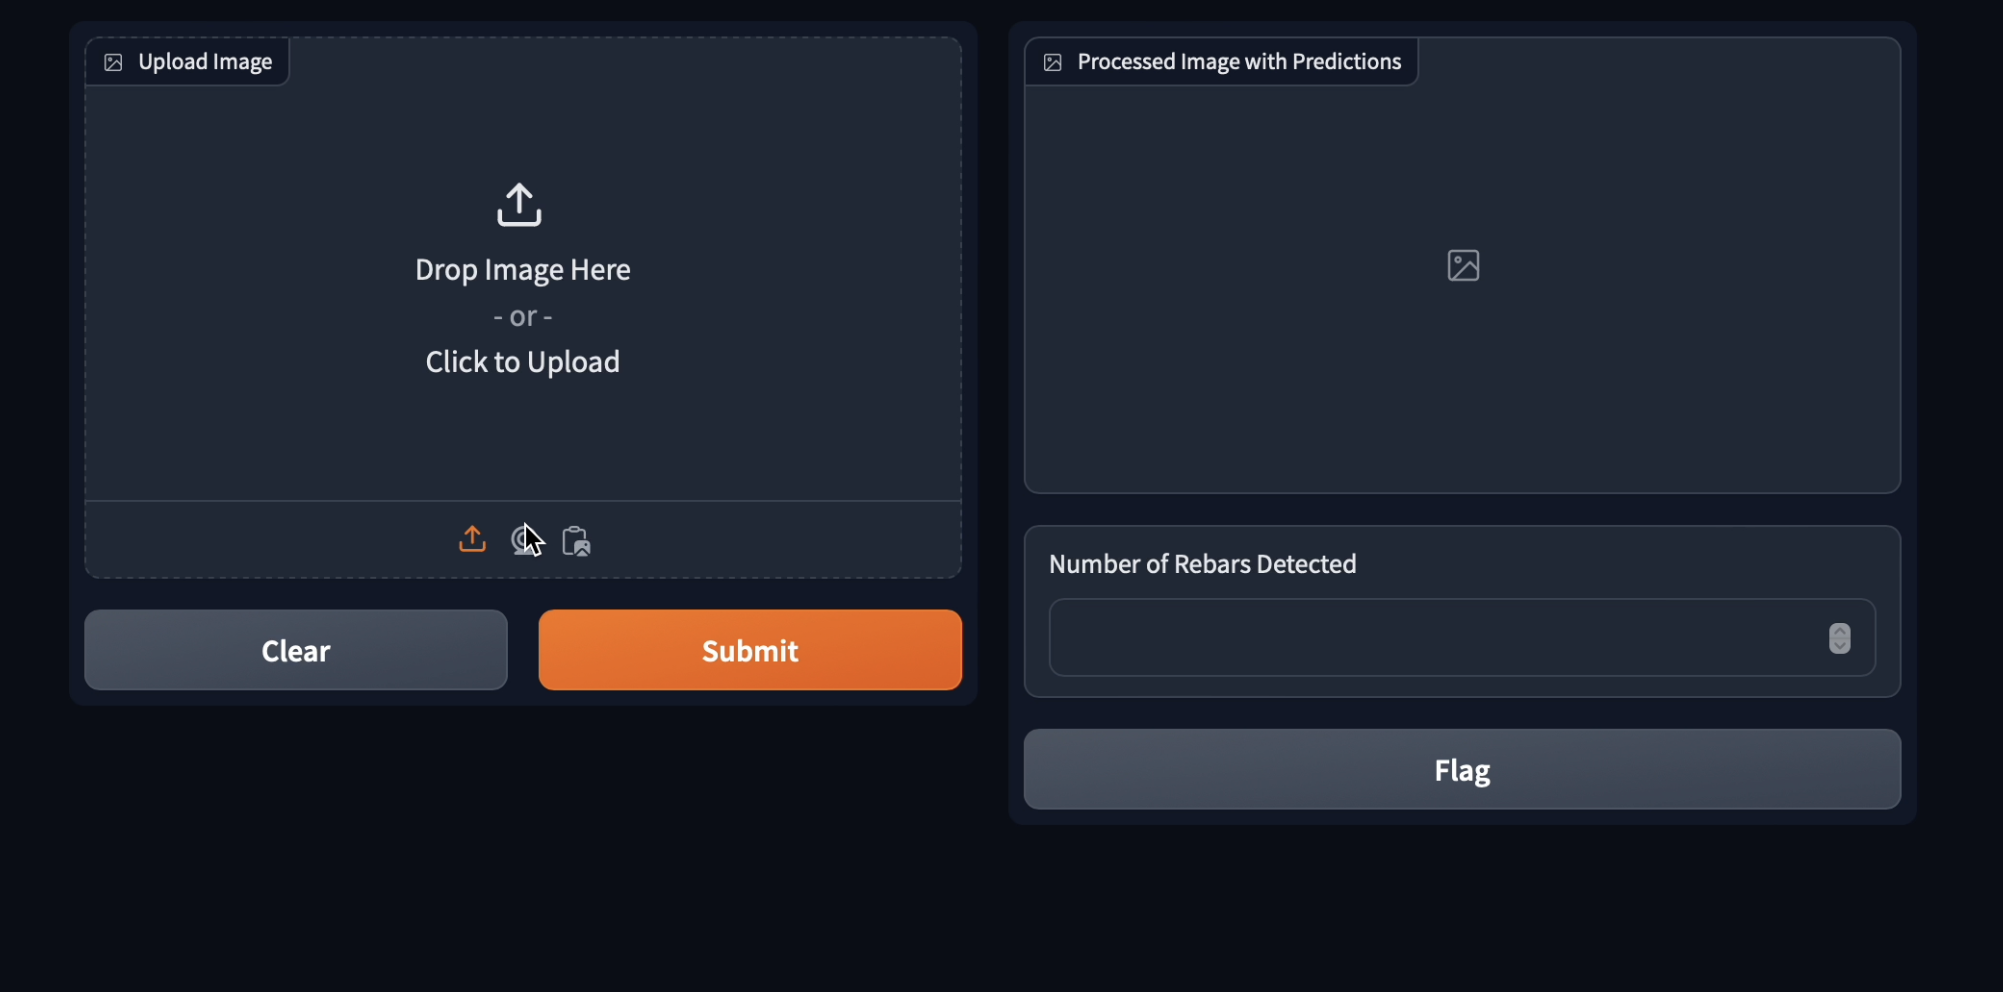 Upload Image
Drop Image Here
- or -
Click to Upload
Clear
Submit
Processed Image with Predictions
Number of Rebars Detected
Flag